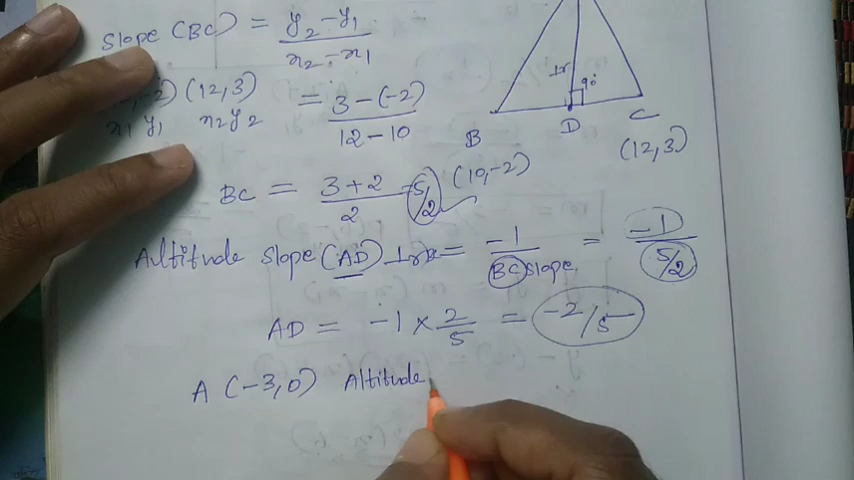 Slope (BC) = y₂ - y₁ / x₂ - x₁
-2) (12,3) = 3 - (-2) / 12 - 10
x₁ y₁ x₂ y₂
⊥r 90°
B D C
(10,-2) (12,3)
BC = 3 + 2 / 2 = 5/2
Altitude slope (AD) ⊥r = -1 / BC slope = -1 / 5/2
AD = -1 × 2/5 = -2/5
A (-3,0) Altitude